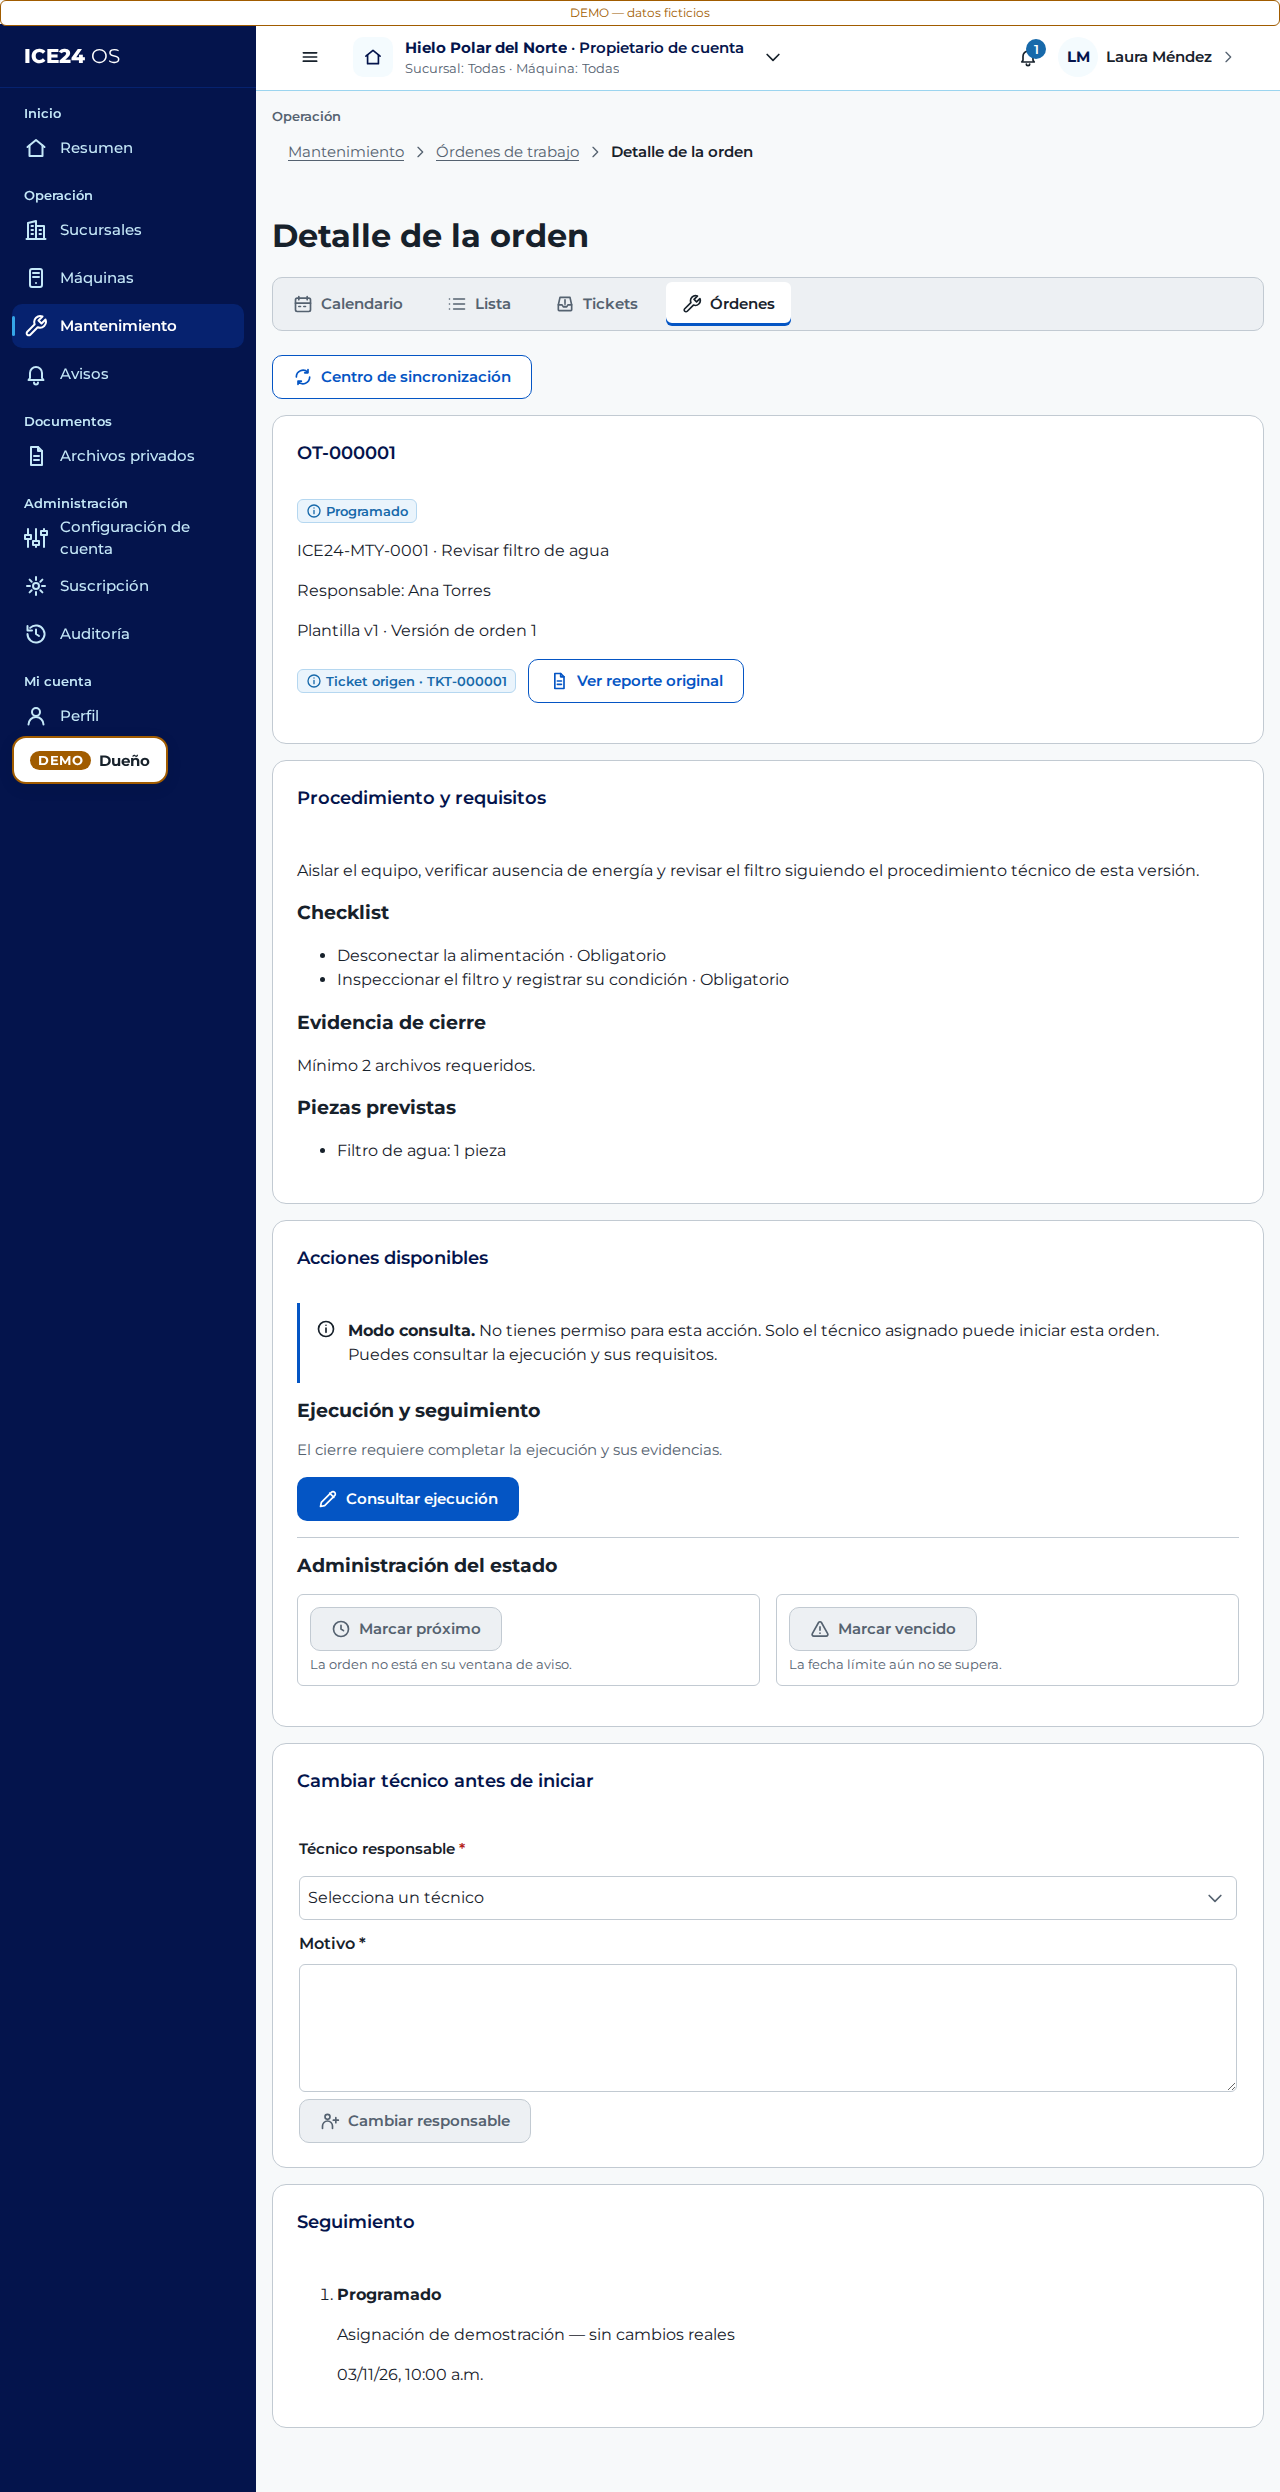 DEMO — datos ficticios
ICE24 OS
Hielo Polar del Norte · Propietario de cuenta
Sucursal: Todas · Máquina: Todas
1
LM
Laura Méndez
Inicio
Resumen
Operación
Sucursales
Máquinas
Mantenimiento
Avisos
Documentos
Archivos privados
Administración
Configuración de
cuenta
Suscripción
Auditoría
Mi cuenta
Perfil
DEMO Dueño
Operación
Mantenimiento > Órdenes de trabajo > Detalle de la orden
Detalle de la orden
Calendario
Lista
Tickets
Órdenes
Centro de sincronización
OT-000001
Programado
ICE24-MTY-0001 · Revisar filtro de agua
Responsable: Ana Torres
Plantilla v1 · Versión de orden 1
Ticket origen · TKT-000001
Ver reporte original
Procedimiento y requisitos
Aislar el equipo, verificar ausencia de energía y revisar el filtro siguiendo el procedimiento técnico de esta versión.
Checklist
• Desconectar la alimentación · Obligatorio
• Inspeccionar el filtro y registrar su condición · Obligatorio
Evidencia de cierre
Mínimo 2 archivos requeridos.
Piezas previstas
• Filtro de agua: 1 pieza
Acciones disponibles
Modo consulta. No tienes permiso para esta acción. Solo el técnico asignado puede iniciar esta orden.
Puedes consultar la ejecución y sus requisitos.
Ejecución y seguimiento
El cierre requiere completar la ejecución y sus evidencias.
Consultar ejecución
Administración del estado
Marcar próximo
La orden no está en su ventana de aviso.
Marcar vencido
La fecha límite aún no se supera.
Cambiar técnico antes de iniciar
Técnico responsable *
Selecciona un técnico
Motivo *
Cambiar responsable
Seguimiento
1. Programado
Asignación de demostración — sin cambios reales
03/11/26, 10:00 a.m.